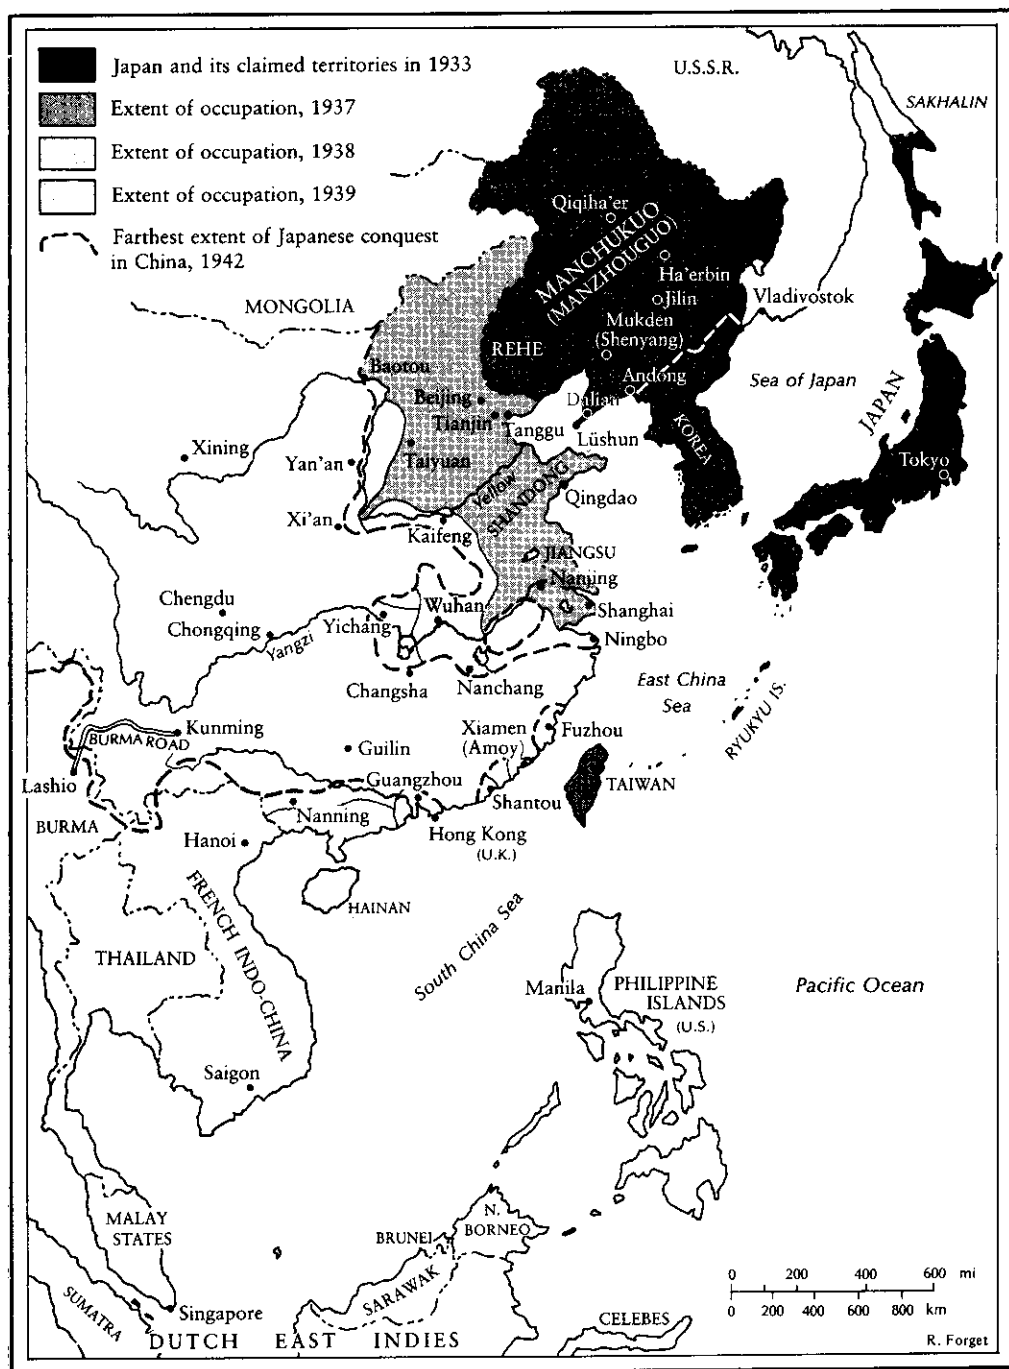 Japan and its claimed territories in 1933
Extent of occupation, 1937
Extent of occupation, 1938
Extent of occupation, 1939
Farthest extent of Japanese conquest
in China, 1942
U.S.S.R.
SAKHALIN
Qiqiha'er
MANCHUKUO
(MANZHOUGUO)
Ha'erbin
Jilin
Vladivostok
MONGOLIA
Mukden
(Shenyang)
REHE
Baotou
Andong
Sea of Japan
JAPAN
Beijing
Dalian
Tianjin
Tanggu
Lüshun
KOREA
Xining
Taiyuan
Yan'an
Tokyo
Yellow
SHANDONG
Qingdao
Xi'an
Kaifeng
JIANGSU
Nanjing
Chengdu
Wuhan
Shanghai
Chongqing
Yichang
Yangzi
Ningbo
Changsha
Nanchang
East China
Sea
RYUKYU IS.
Kunming
BURMA ROAD
Xiamen
(Amoy)
Fuzhou
Guilin
Lashio
Guangzhou
TAIWAN
Shantou
BURMA
Nanning
Hanoi
Hong Kong
(U.K.)
HAINAN
FRENCH INDO-CHINA
South China Sea
THAILAND
Manila
PHILIPPINE
ISLANDS
(U.S.)
Pacific Ocean
Saigon
MALAY
STATES
N.
BORNEO
BRUNEI
SARAWAK
SUMATRA
Singapore
DUTCH EAST INDIES
CELEBES
0 200 400 600 mi
0 200 400 600 800 km
R. Forget